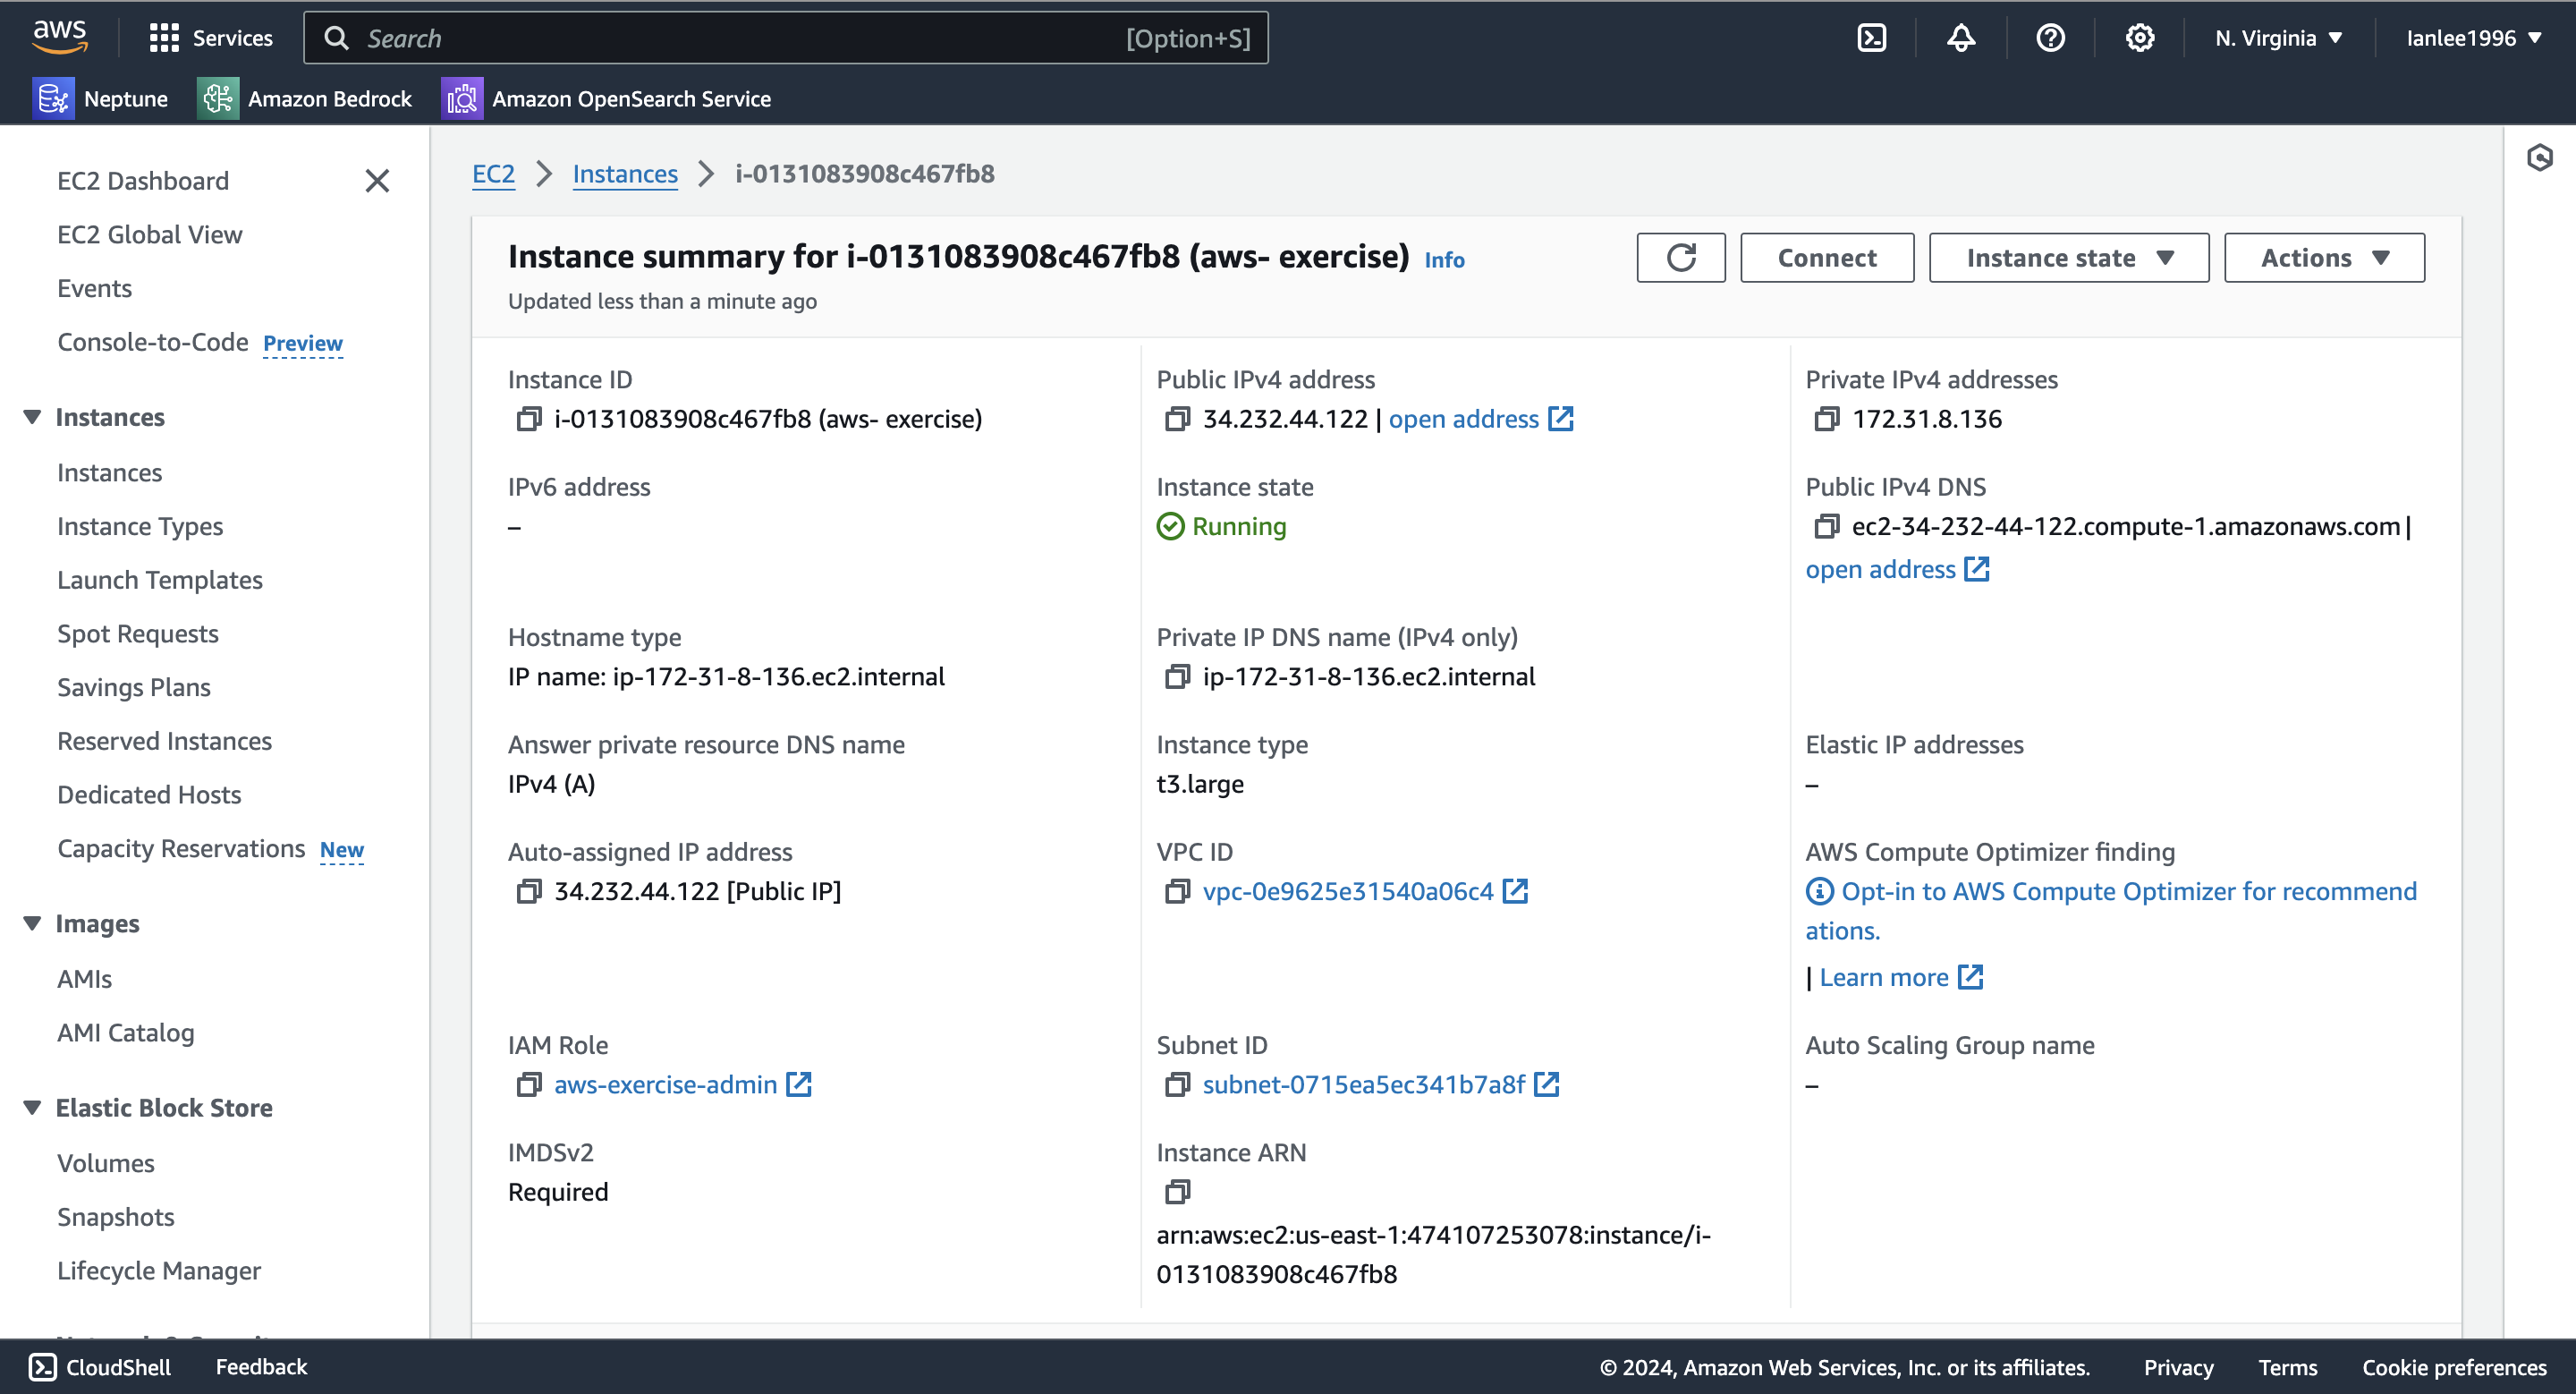 aws
Services
Search
[Option+S]
N. Virginia
Ianlee1996
Neptune
Amazon Bedrock
Amazon OpenSearch Service
EC2 Dashboard
EC2 Global View
Events
Console-to-Code Preview
Instances
Instances
Instance Types
Launch Templates
Spot Requests
Savings Plans
Reserved Instances
Dedicated Hosts
Capacity Reservations New
Images
AMIs
AMI Catalog
Elastic Block Store
Volumes
Snapshots
Lifecycle Manager
EC2
Instances
i-0131083908c467fb8
Instance summary for i-0131083908c467fb8 (aws- exercise) Info
Updated less than a minute ago
Connect
Instance state
Actions
Instance ID
i-0131083908c467fb8 (aws- exercise)
Public IPv4 address
34.232.44.122 | open address
Private IPv4 addresses
172.31.8.136
IPv6 address
–
Instance state
Running
Public IPv4 DNS
ec2-34-232-44-122.compute-1.amazonaws.com |
open address
Hostname type
IP name: ip-172-31-8-136.ec2.internal
Private IP DNS name (IPv4 only)
ip-172-31-8-136.ec2.internal
Answer private resource DNS name
IPv4 (A)
Instance type
t3.large
Elastic IP addresses
–
Auto-assigned IP address
34.232.44.122 [Public IP]
VPC ID
vpc-0e9625e31540a06c4
AWS Compute Optimizer finding
Opt-in to AWS Compute Optimizer for recommend
ations.
| Learn more
IAM Role
aws-exercise-admin
Subnet ID
subnet-0715ea5ec341b7a8f
Auto Scaling Group name
–
IMDSv2
Required
Instance ARN
arn:aws:ec2:us-east-1:474107253078:instance/i-
0131083908c467fb8
CloudShell
Feedback
© 2024, Amazon Web Services, Inc. or its affiliates.
Privacy
Terms
Cookie preferences